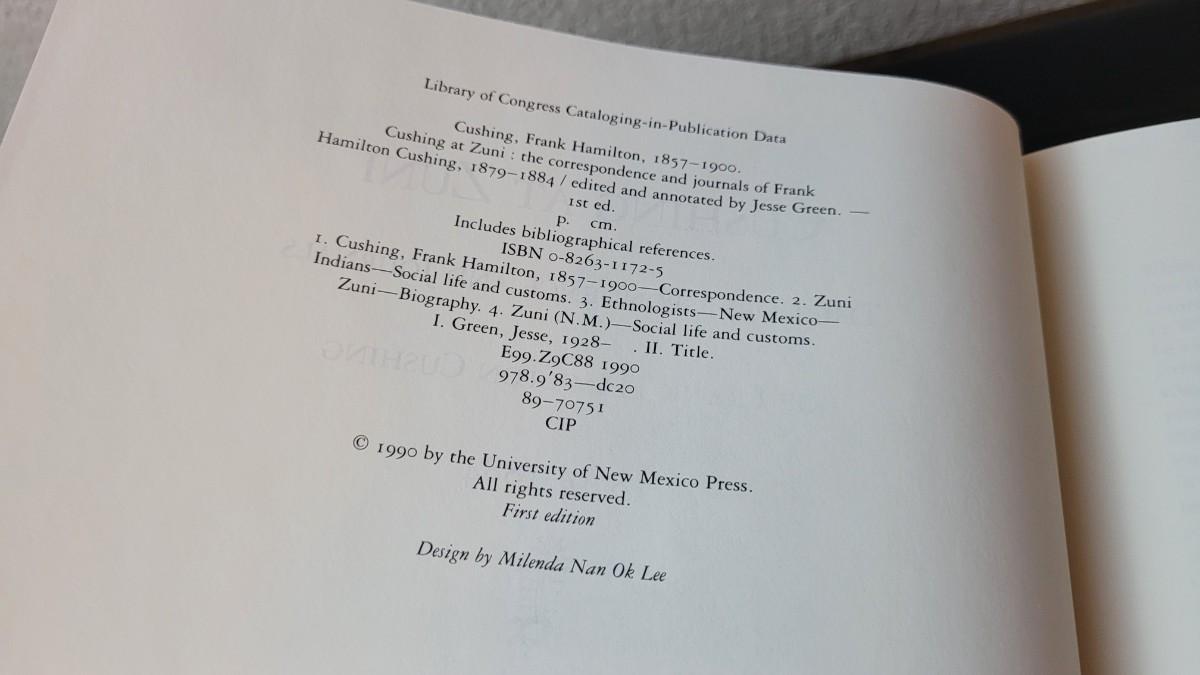 Library of Congress Cataloging-in-Publication Data
Cushing, Frank Hamilton, 1857–1900.
Cushing at Zuni : the correspondence and journals of Frank
Hamilton Cushing, 1879–1884 / edited and annotated by Jesse Green. —
1st ed.
p. cm.
Includes bibliographical references.
ISBN 0-8263-1172-5
1. Cushing, Frank Hamilton, 1857–1900—Correspondence. 2. Zuni
Indians—Social life and customs. 3. Ethnologists—New Mexico—
Zuni—Biography. 4. Zuni (N.M.)—Social life and customs.
I. Green, Jesse, 1928– . II. Title.
E99.Z9C88 1990
978.9′83—dc20
89–70751
CIP
© 1990 by the University of New Mexico Press.
All rights reserved.
First edition
Design by Milenda Nan Ok Lee